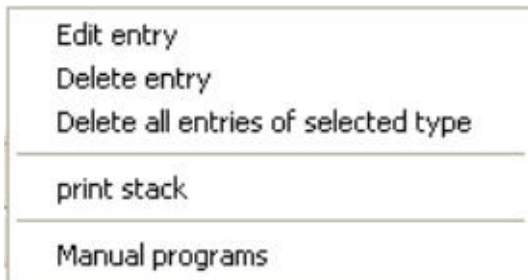 Edit entry
Delete entry
Delete all entries of selected type
print stack
Manual programs